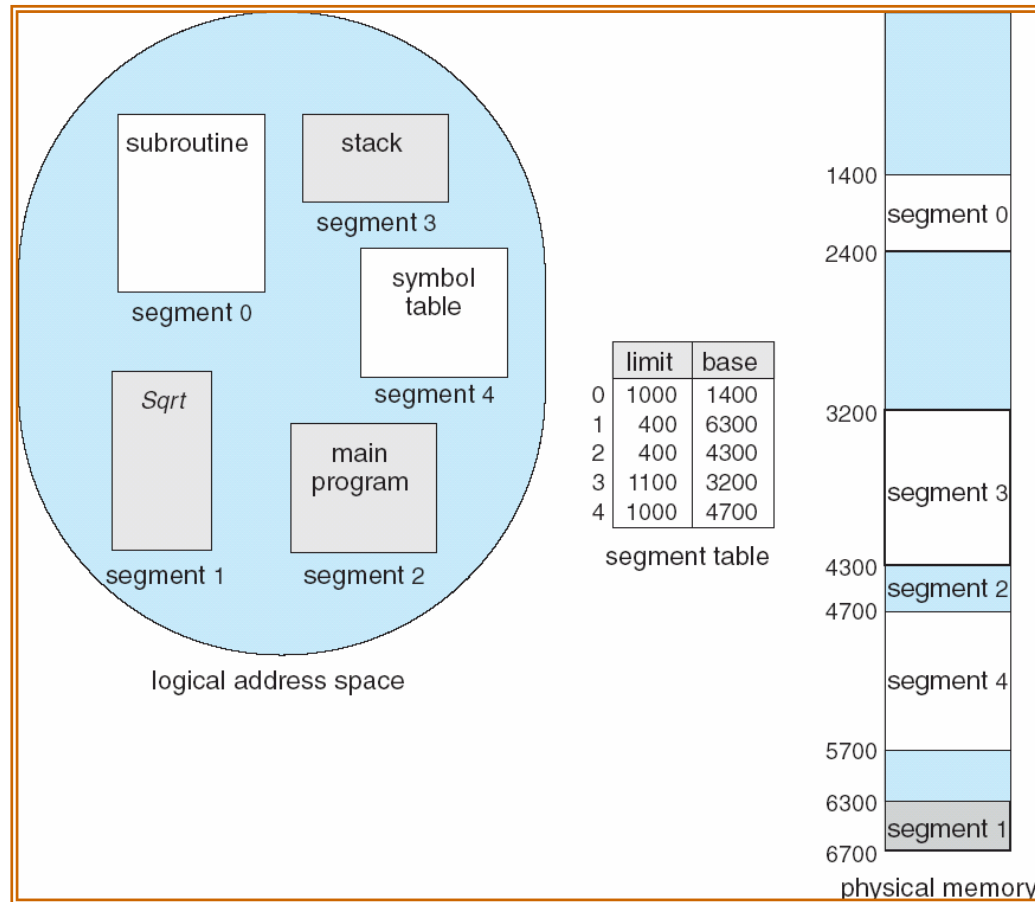 subroutine
segment 0
stack
segment 3
symbol
table
segment 4
Sqrt
segment 1
main
program
segment 2
logical address space
limit base
0 1000 1400
1 400 6300
2 400 4300
3 1100 3200
4 1000 4700
segment table
1400
segment 0
2400
3200
segment 3
4300
segment 2
4700
segment 4
5700
6300
segment 1
6700
physical memory